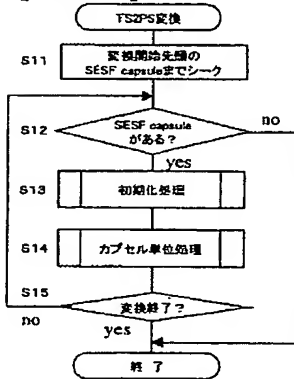 TS2PS変換
S11
変換開始先頭の
SESF capsuleまでシーク
S12
SESF capsule
がある？
no
yes
S13
初期化処理
S14
カプセル単位処理
S15
変換終了？
no
yes
終了